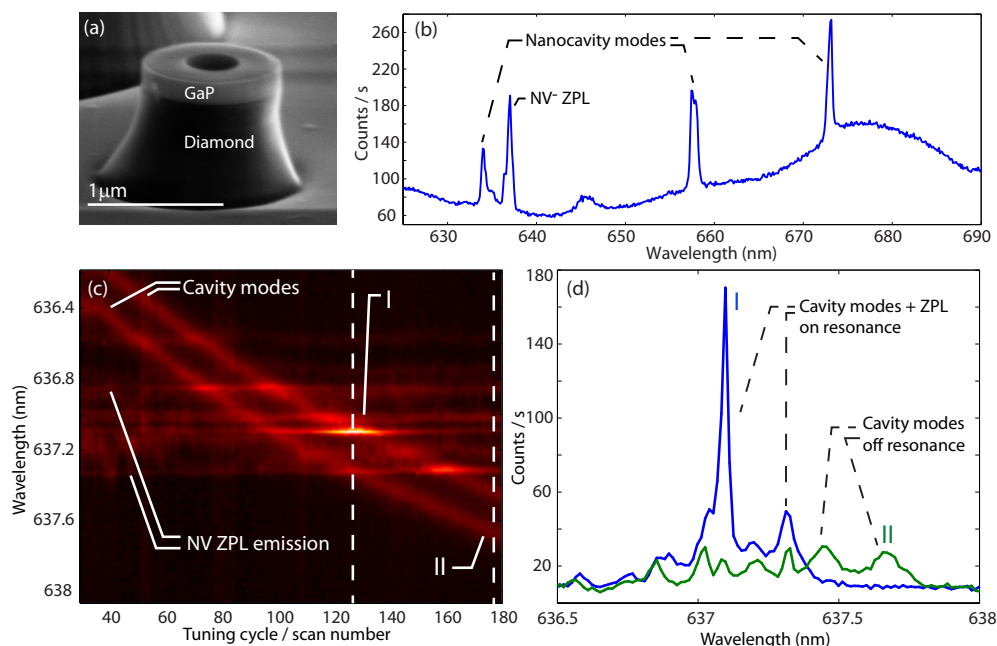 (a)
GaP
Diamond
1μm
(b)
260
220
180
140
100
60
Counts / s
Nanocavity modes
NV⁻ ZPL
630
640
650
660
670
680
690
Wavelength (nm)
(c)
Cavity modes
I
NV ZPL emission
II
636.4
636.8
637.2
637.6
638
Wavelength (nm)
40
60
80
100
120
140
160
180
Tuning cycle / scan number
(d)
180
140
100
60
20
Counts / s
I
Cavity modes + ZPL
on resonance
Cavity modes
off resonance
II
636.5
637
637.5
638
Wavelength (nm)